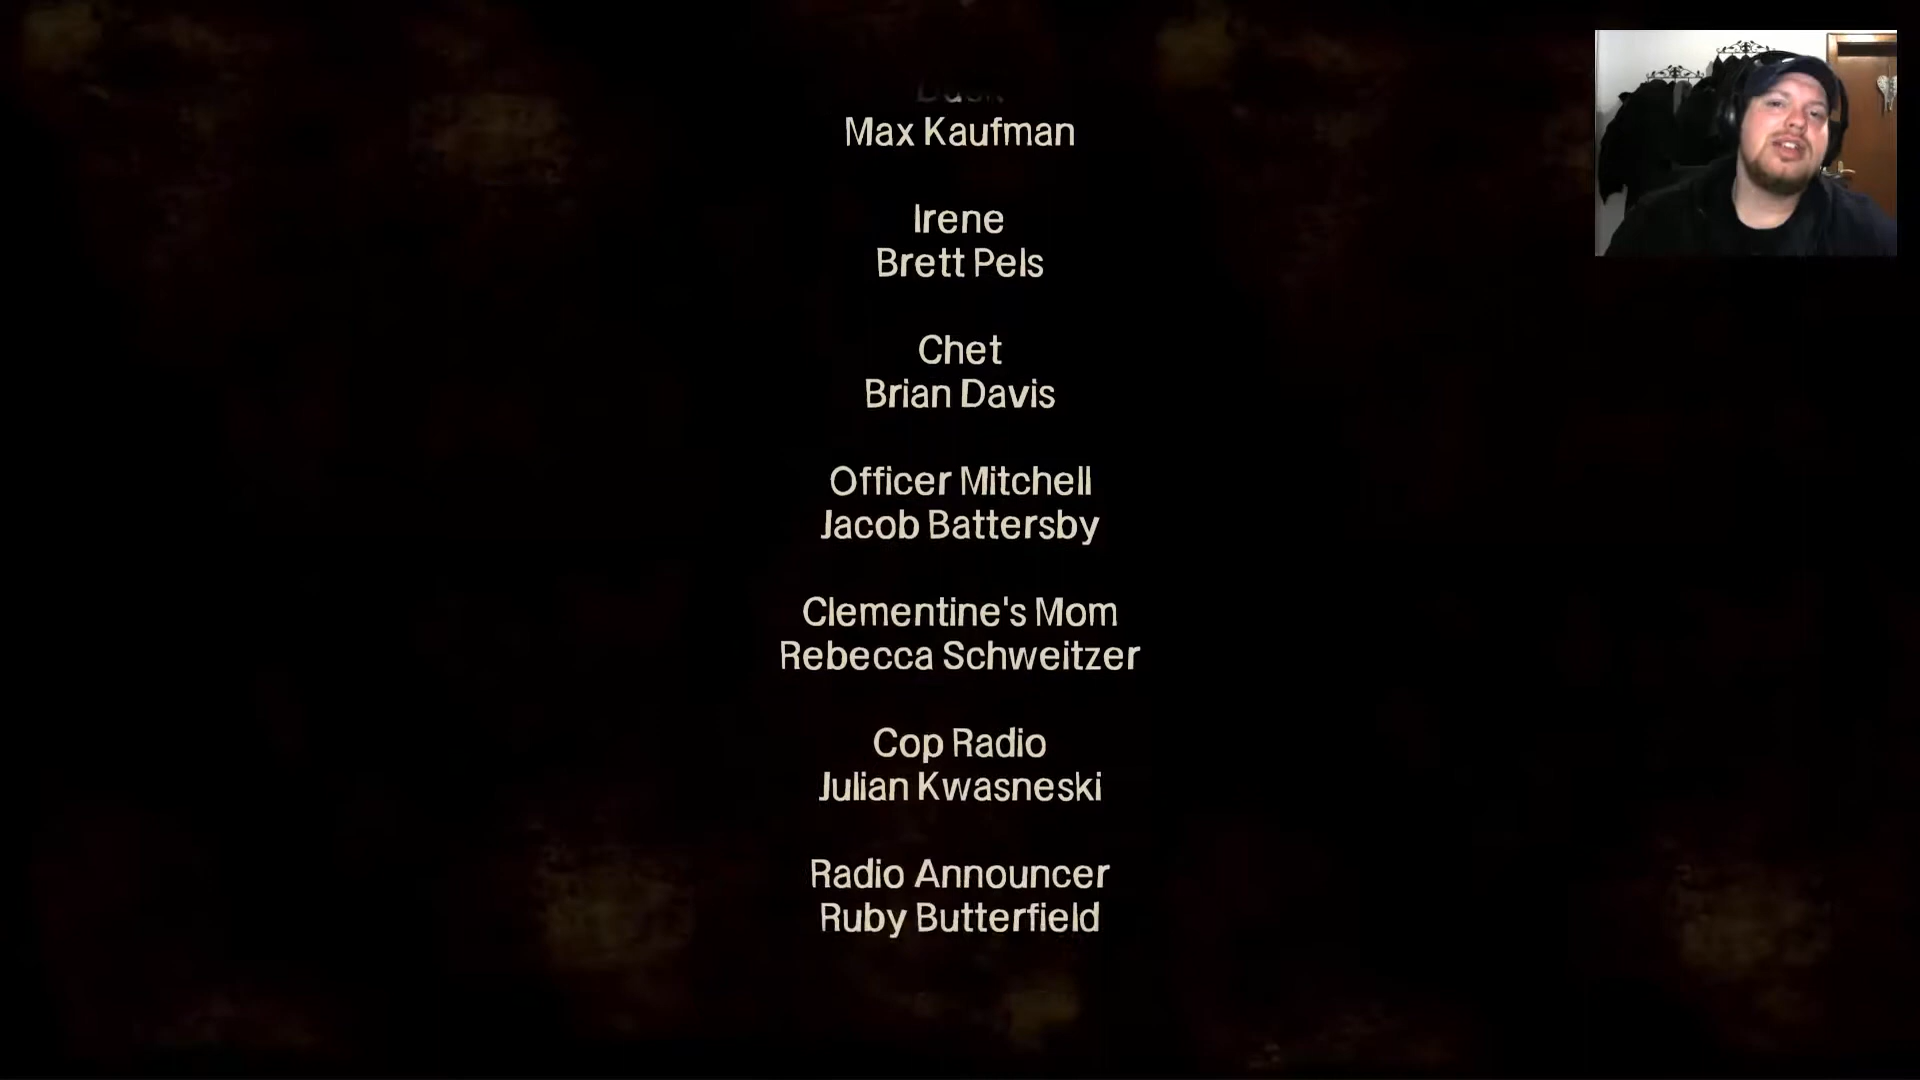 Max Kaufman
Irene
Brett Pels
Chet
Brian Davis
Officer Mitchell
Jacob Battersby
Clementine's Mom
Rebecca Schweitzer
Cop Radio
Julian Kwasneski
Radio Announcer
Ruby Butterfield